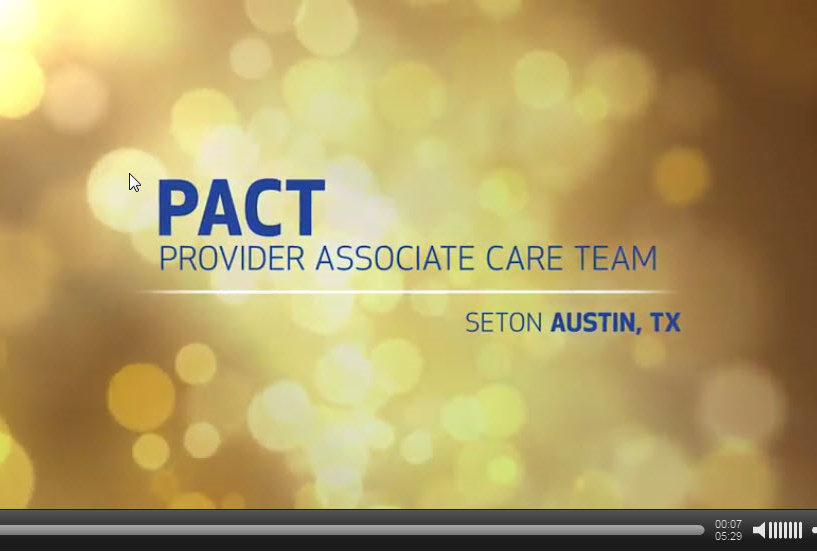 PACT
PROVIDER ASSOCIATE CARE TEAM
SETON AUSTIN, TX
00:07
05:29